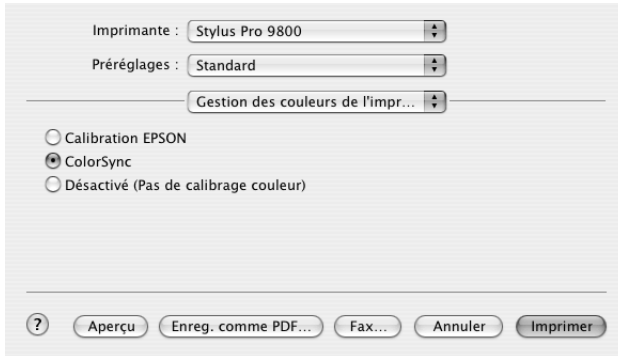 Imprimante : Stylus Pro 9800
Préréglages : Standard
Gestion des couleurs de l'impr...
Calibration EPSON
ColorSync
Désactivé (Pas de calibrage couleur)
? Aperçu Enreg. comme PDF... Fax... Annuler Imprimer